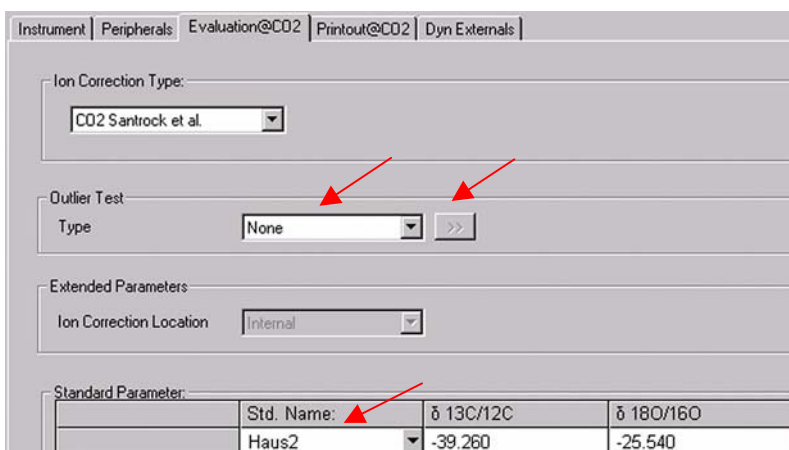 Instrument Peripherals Evaluation@CO2 Printout@CO2 Dyn Externals
Ion Correction Type:
CO2 Santrock et al.
Outlier Test
Type None >>
Extended Parameters
Ion Correction Location Internal
Standard Parameter:
Std. Name: δ 13C/12C δ 18O/16O
Haus2 -39.260 -25.540